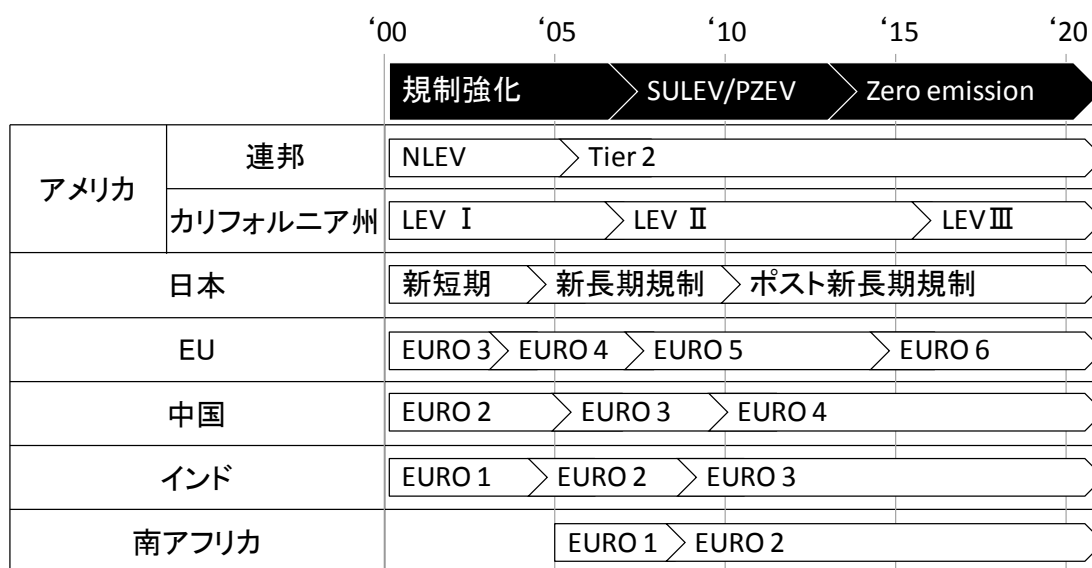 ‘00 ‘05 ‘10 ‘15 ‘20
規制強化 SULEV/PZEV Zero emission
アメリカ
連邦 NLEV Tier 2
カリフォルニア州 LEV Ⅰ LEV Ⅱ LEVⅢ
日本 新短期 新長期規制 ポスト新長期規制
EU EURO 3 EURO 4 EURO 5 EURO 6
中国 EURO 2 EURO 3 EURO 4
インド EURO 1 EURO 2 EURO 3
南アフリカ EURO 1 EURO 2